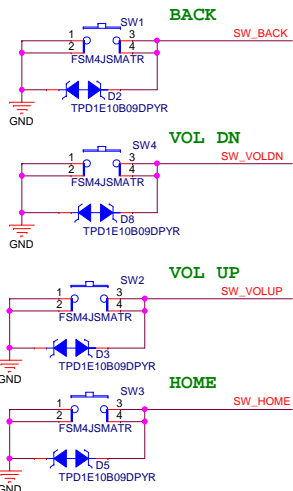 BACK
SW1
SW_BACK
1 3
2 4
FSM4JSMATR
D2
TPD1E10B09DPYR
GND
VOL DN
SW4
SW_VOLDN
1 3
2 4
FSM4JSMATR
D8
TPD1E10B09DPYR
GND
VOL UP
SW2
SW_VOLUP
1 3
2 4
FSM4JSMATR
D3
TPD1E10B09DPYR
GND
HOME
SW3
SW_HOME
1 3
2 4
FSM4JSMATR
D5
TPD1E10B09DPYR
GND